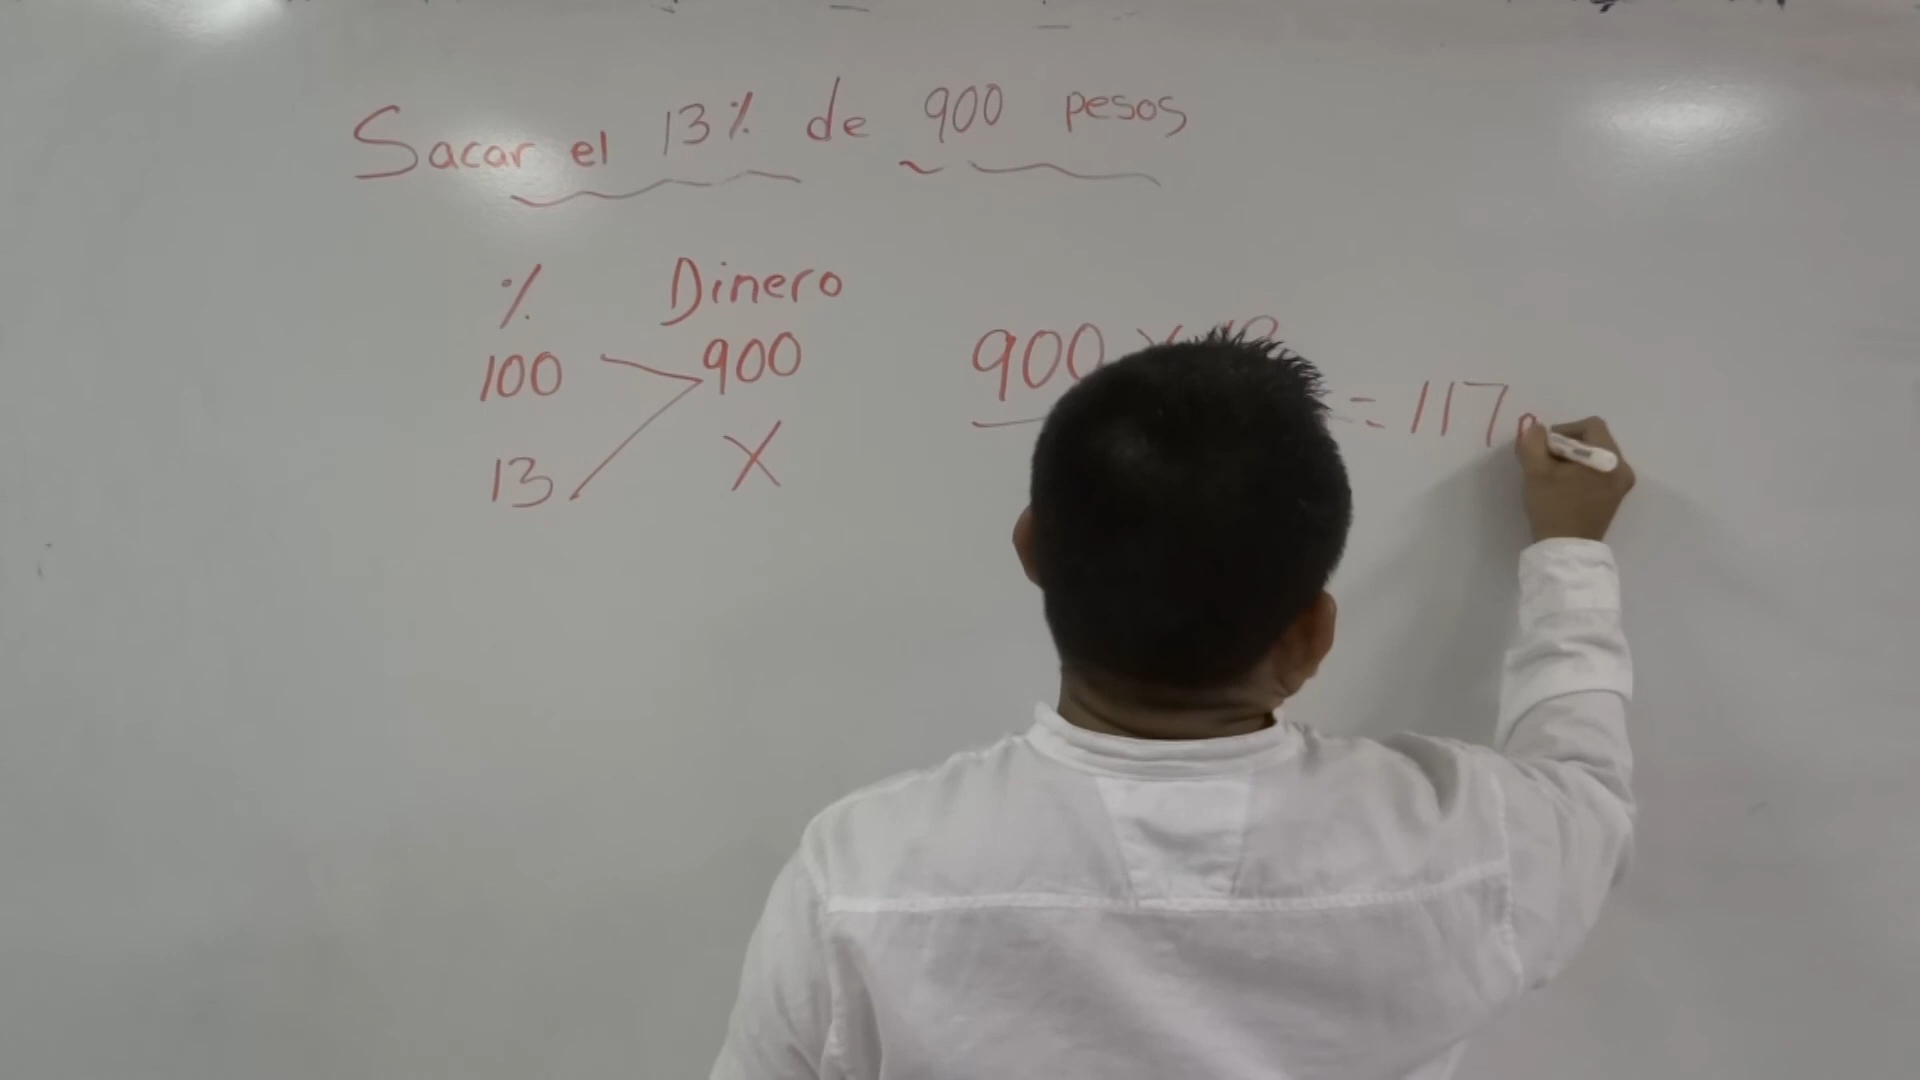 Sacar el 13% de 900 pesos
% Dinero
100 900
13 X
900 X
= 117